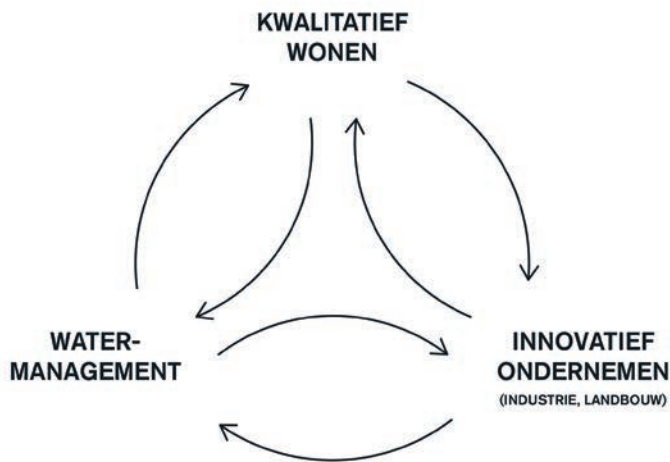 KWALITATIEF
WONEN
WATER-
MANAGEMENT
INNOVATIEF
ONDERNEMEN
(INDUSTRIE, LANDBOUW)